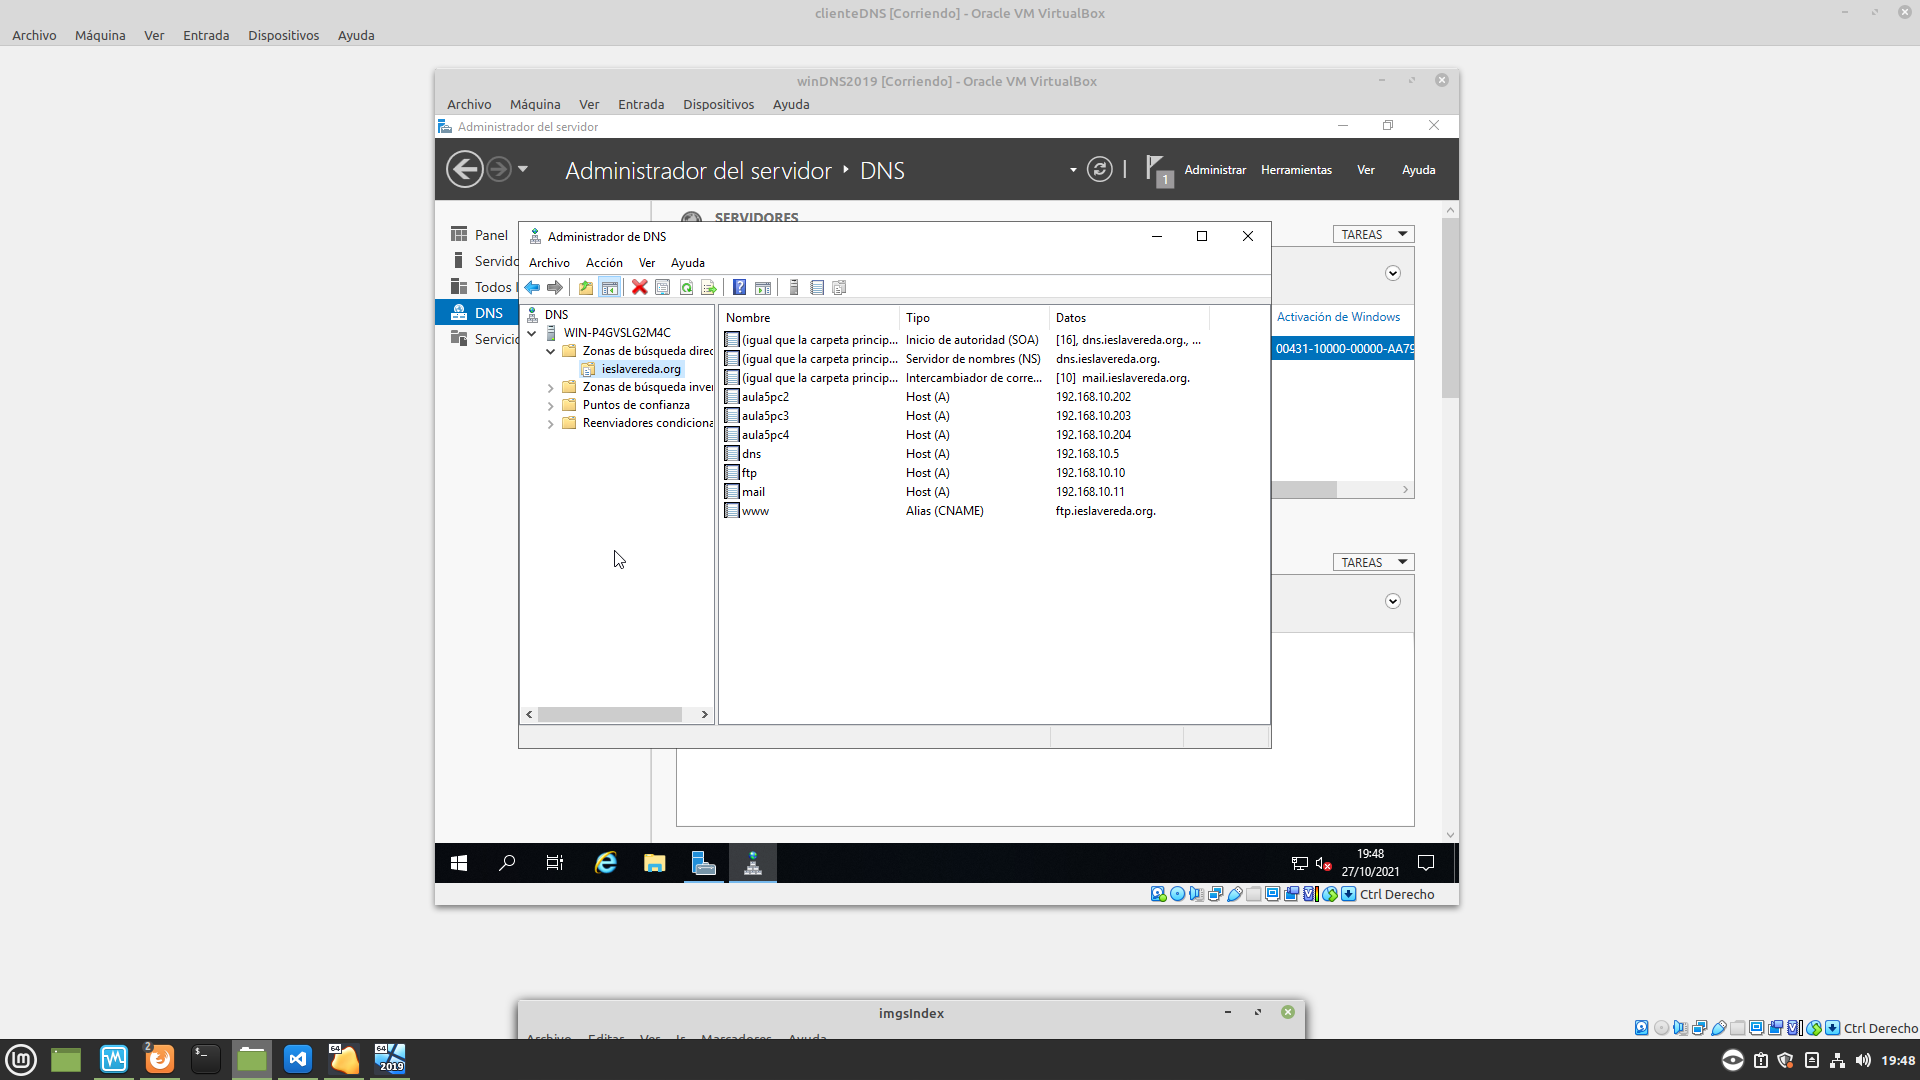 clienteDNS [Corriendo] - Oracle VM VirtualBox
Archivo Máquina Ver Entrada Dispositivos Ayuda
winDNS2019 [Corriendo] - Oracle VM VirtualBox
Archivo Máquina Ver Entrada Dispositivos Ayuda
Administrador del servidor
Administrador del servidor DNS
1 Administrar Herramientas Ver Ayuda
SERVIDORES
Panel
Servido
Todos
DNS
Servicio
TAREAS
Activación de Windows
00431-10000-00000-AA79
TAREAS
Administrador de DNS
Archivo Acción Ver Ayuda
DNS
WIN-P4GVSLG2M4C
Zonas de búsqueda direc
ieslavereda.org
Zonas de búsqueda inver
Puntos de confianza
Reenviadores condiciona
Nombre Tipo Datos
(igual que la carpeta princip... Inicio de autoridad (SOA) [16], dns.ieslavereda.org., ...
(igual que la carpeta princip... Servidor de nombres (NS) dns.ieslavereda.org.
(igual que la carpeta princip... Intercambiador de corre... [10] mail.ieslavereda.org.
aula5pc2 Host (A) 192.168.10.202
aula5pc3 Host (A) 192.168.10.203
aula5pc4 Host (A) 192.168.10.204
dns Host (A) 192.168.10.5
ftp Host (A) 192.168.10.10
mail Host (A) 192.168.10.11
www Alias (CNAME) ftp.ieslavereda.org.
19:48
27/10/2021
Ctrl Derecho
imgsIndex
Archivo Editar Ver Ir Marcadores Ayuda
Ctrl Derecho
2 64 64 2019
19:48